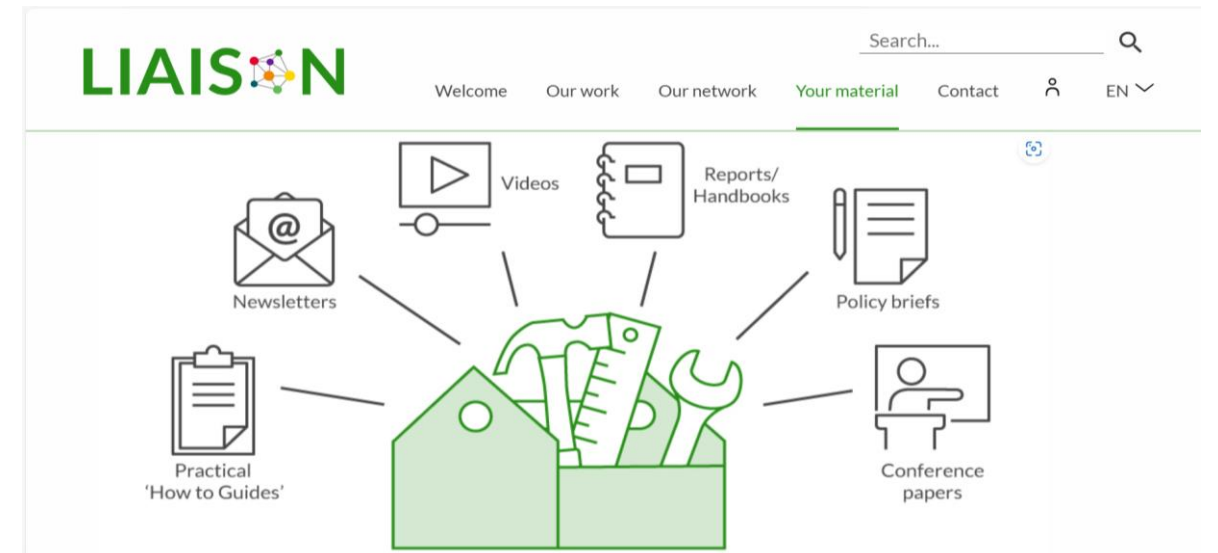 Search...
LIAISON
Welcome Our work Our network Your material Contact EN
Videos
Reports/
Handbooks
@
Newsletters
Policy briefs
Practical
'How to Guides'
Conference
papers